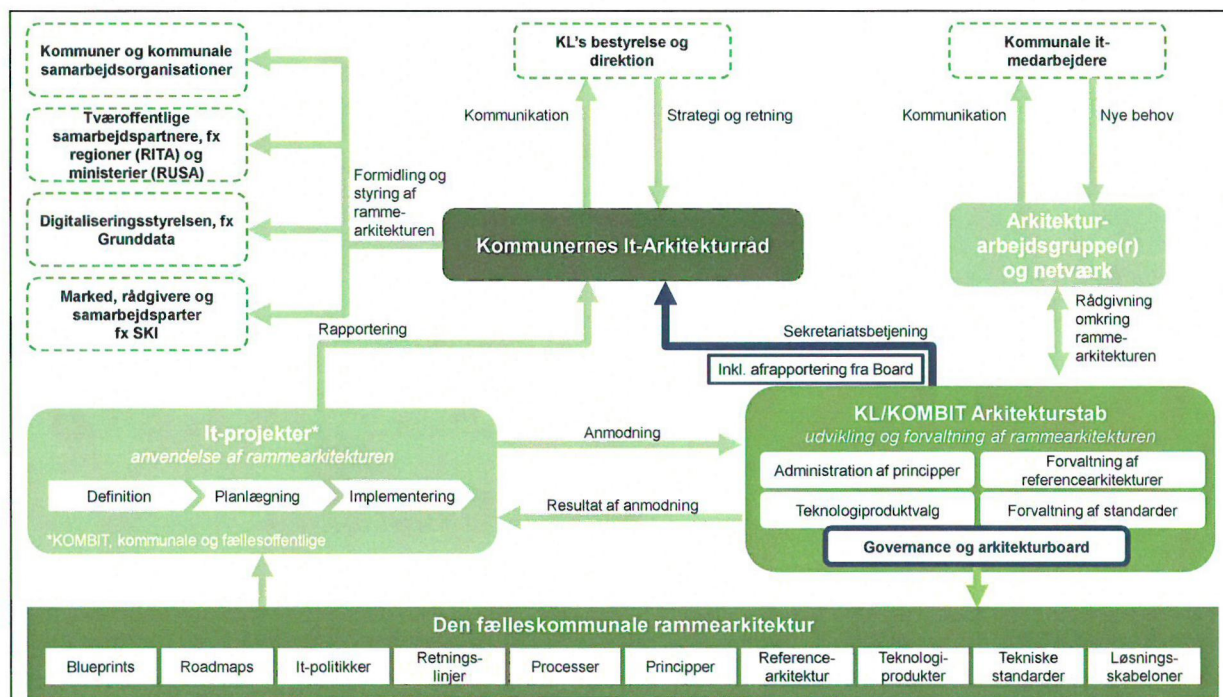 Kommuner og kommunale
samarbejdsorganisationer
Tværoffentlige
samarbejdspartnere, fx
regioner (RITA) og
ministerier (RUSA)
Digitaliseringsstyrelsen, fx
Grunddata
Marked, rådgivere og
samarbejdsparter
fx SKI
Formidling og
styring af
ramme-
arkitekturen
KL's bestyrelse og
direktion
Kommunikation
Strategi og retning
Kommunernes It-Arkitekturråd
Kommunale it-
medarbejdere
Kommunikation
Nye behov
Arkitektur-
arbejdsgruppe(r)
og netværk
Rådgivning
omkring
ramme-
arkitekturen
Rapportering
Sekretariatsbetjening
Inkl. afrapportering fra Board
It-projekter*
anvendelse af rammearkitekturen
Definition
Planlægning
Implementering
*KOMBIT, kommunale og fællesoffentlige
Anmodning
Resultat af anmodning
KL/KOMBIT Arkitekturstab
udvikling og forvaltning af rammearkitekturen
Administration af principper
Forvaltning af
referencearkitekturer
Teknologiproduktvalg
Forvaltning af standarder
Governance og arkitekturboard
Den fælleskommunale rammearkitektur
Blueprints
Roadmaps
It-politikker
Retnings-
linjer
Processer
Principper
Reference-
arkitektur
Teknologi-
produkter
Tekniske
standarder
Løsnings-
skabeloner